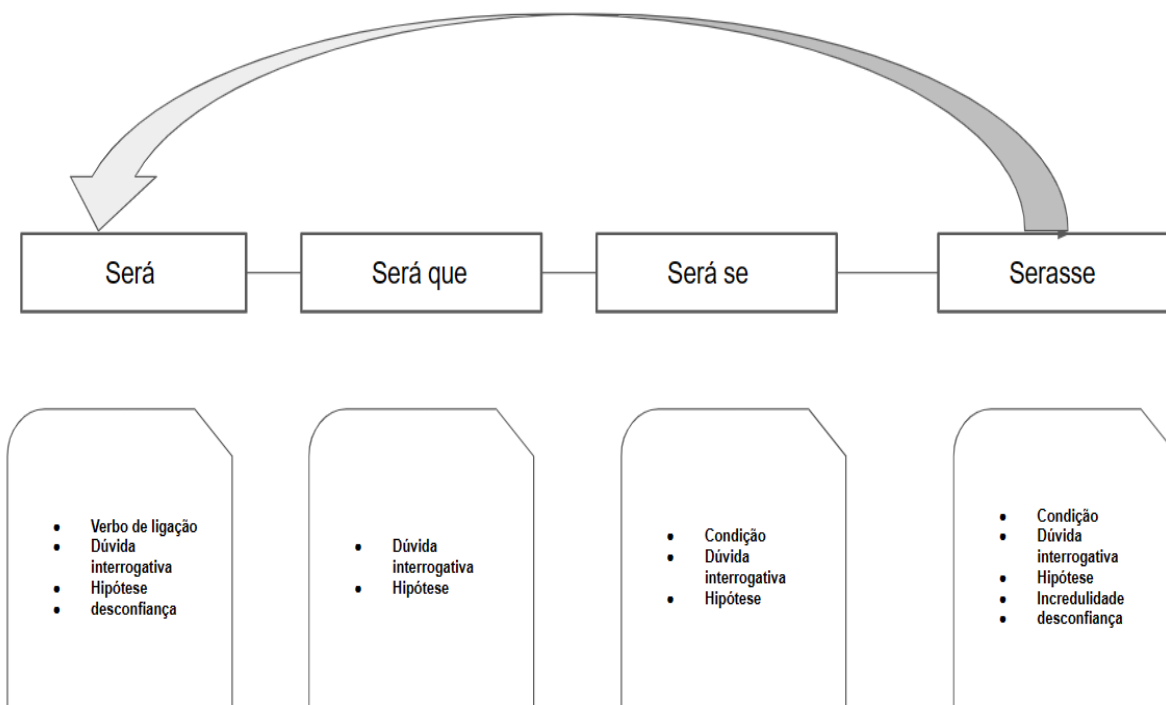 Será
Será que
Será se
Serasse
• Verbo de ligação
• Dúvida
interrogativa
• Hipótese
• desconfiança
• Dúvida
interrogativa
• Hipótese
• Condição
• Dúvida
interrogativa
• Hipótese
• Condição
• Dúvida
interrogativa
• Hipótese
• Incredulidade
• desconfiança